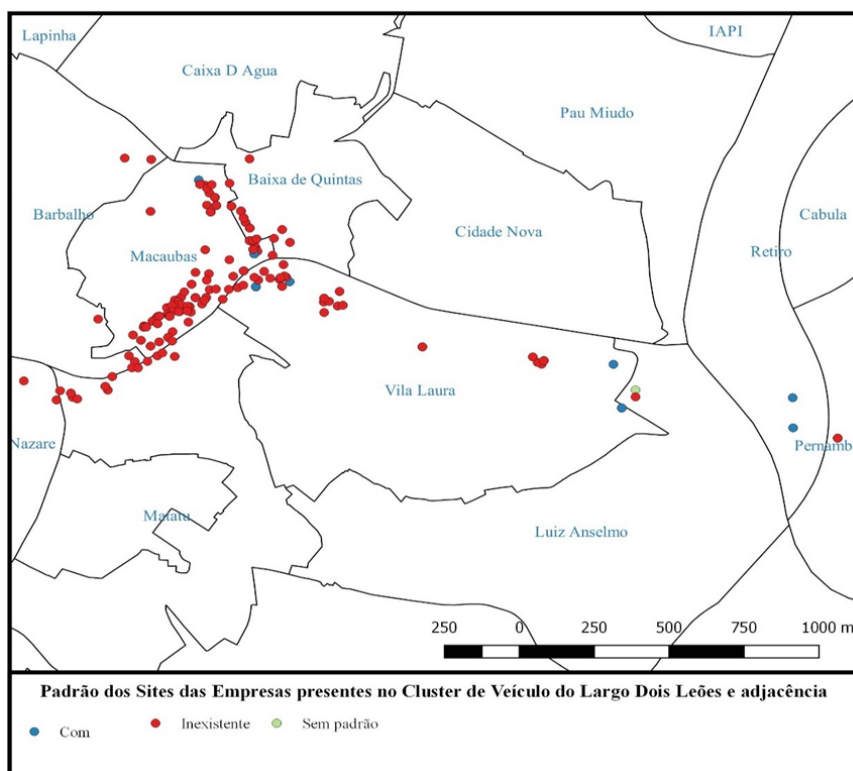 Lapinha
IAPI
Caixa D Agua
Pau Miudo
Baixa de Quintas
Barbalho
Cabula
Cidade Nova
Macaubas
Retiro
Vila Laura
Nazare
Pernamb
Matatu
Luiz Anselmo
250 0 250 500 750 1000 m
Padrão dos Sites das Empresas presentes no Cluster de Veículo do Largo Dois Leões e adjacência
Com Inexistente Sem padrão